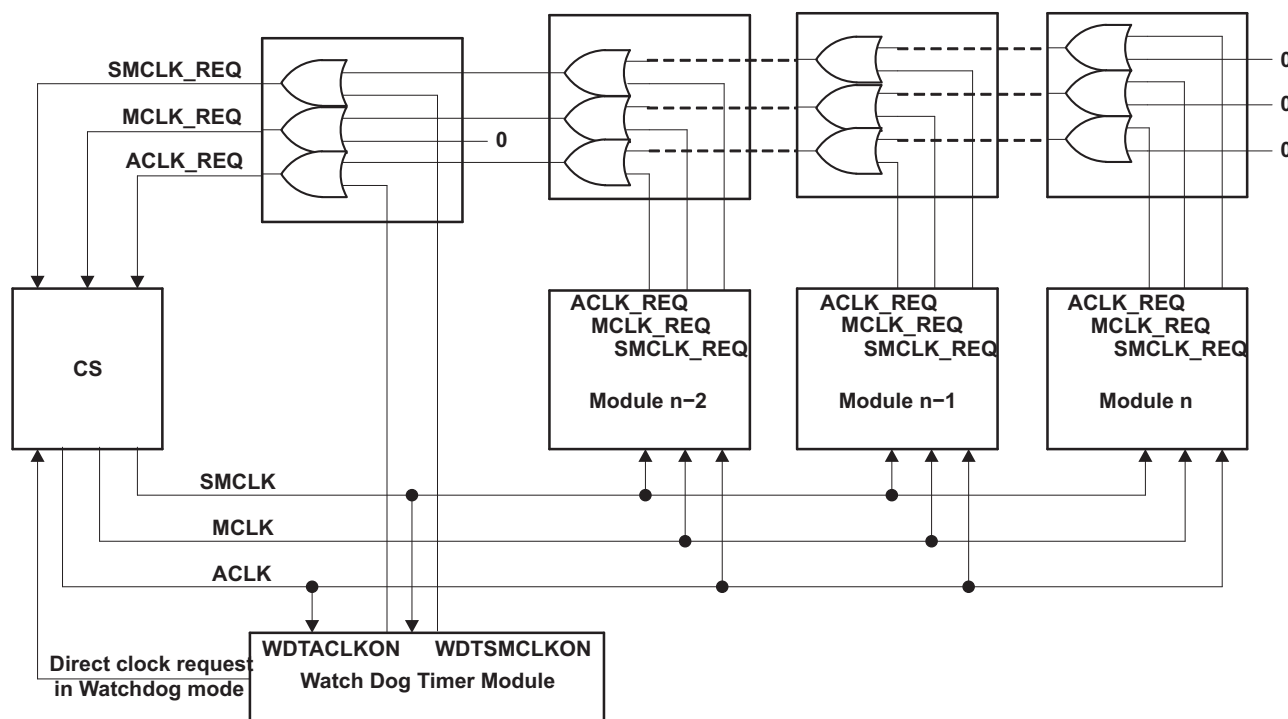 SMCLK_REQ
MCLK_REQ
ACLK_REQ
0
0
0
0
CS
ACLK_REQ
MCLK_REQ
SMCLK_REQ
Module n−2
ACLK_REQ
MCLK_REQ
SMCLK_REQ
Module n−1
ACLK_REQ
MCLK_REQ
SMCLK_REQ
Module n
SMCLK
MCLK
ACLK
Direct clock request
in Watchdog mode
WDTACLKON
WDTSMCLKON
Watch Dog Timer Module